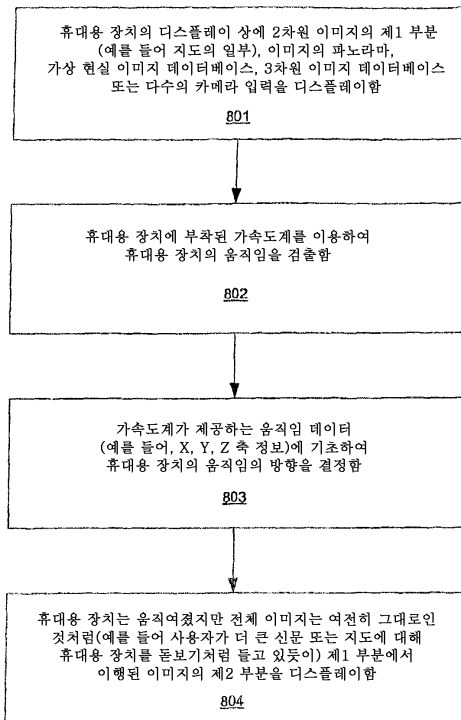 휴대용 장치의 디스플레이 상에 2차원 이미지의 제1 부분
(예를 들어 지도의 일부), 이미지의 파노라마,
가상 현실 이미지 데이터베이스, 3차원 이미지 데이터베이스
또는 다수의 카메라 입력을 디스플레이함
801
휴대용 장치에 부착된 가속도계를 이용하여
휴대용 장치의 움직임을 검출함
802
가속도계가 제공하는 움직임 데이터
(예를 들어, X, Y, Z 축 정보)에 기초하여
휴대용 장치의 움직임의 방향을 결정함
803
휴대용 장치는 움직여졌지만 전체 이미지는 여전히 그대로인
것처럼(예를 들어 사용자가 더 큰 신문 또는 지도에 대해
휴대용 장치를 돋보기처럼 들고 있듯이) 제1 부분에서
이행된 이미지의 제2 부분을 디스플레이함
804